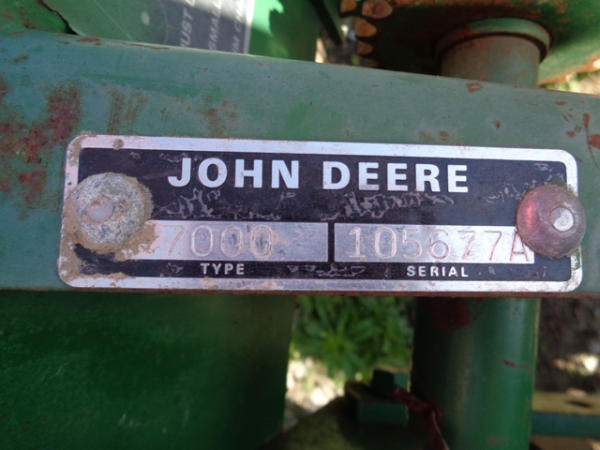 JOHN DEERE
7000 105677A
TYPE SERIAL